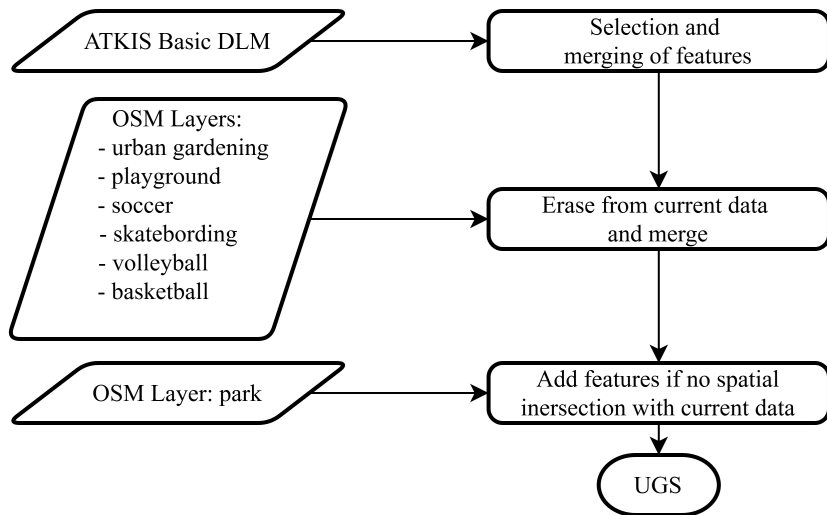 ATKIS Basic DLM
Selection and
merging of features
OSM Layers:
- urban gardening
- playground
- soccer
- skatebording
- volleyball
- basketball
Erase from current data
and merge
OSM Layer: park
Add features if no spatial
inersection with current data
UGS